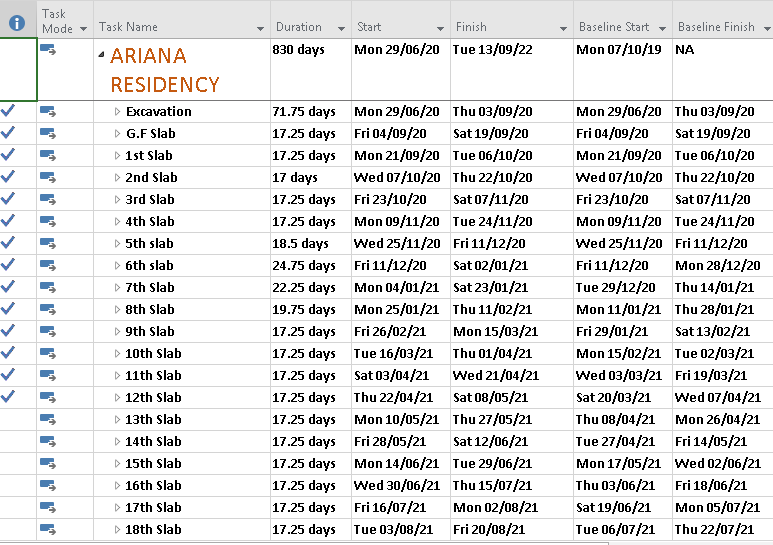 Task Mode Task Name Duration Start Finish Baseline Start Baseline Finish
ARIANA RESIDENCY 830 days Mon 29/06/20 Tue 13/09/22 Mon 07/10/19 NA
Excavation 71.75 days Mon 29/06/20 Thu 03/09/20 Mon 29/06/20 Thu 03/09/20
G.F Slab 17.25 days Fri 04/09/20 Sat 19/09/20 Fri 04/09/20 Sat 19/09/20
1st Slab 17.25 days Mon 21/09/20 Tue 06/10/20 Mon 21/09/20 Tue 06/10/20
2nd Slab 17 days Wed 07/10/20 Thu 22/10/20 Wed 07/10/20 Thu 22/10/20
3rd Slab 17.25 days Fri 23/10/20 Sat 07/11/20 Fri 23/10/20 Sat 07/11/20
4th Slab 17.25 days Mon 09/11/20 Tue 24/11/20 Mon 09/11/20 Tue 24/11/20
5th slab 18.5 days Wed 25/11/20 Fri 11/12/20 Wed 25/11/20 Fri 11/12/20
6th slab 24.75 days Fri 11/12/20 Sat 02/01/21 Fri 11/12/20 Mon 28/12/20
7th Slab 22.25 days Mon 04/01/21 Sat 23/01/21 Tue 29/12/20 Thu 14/01/21
8th Slab 19.75 days Mon 25/01/21 Thu 11/02/21 Mon 11/01/21 Thu 28/01/21
9th Slab 17.25 days Fri 26/02/21 Mon 15/03/21 Fri 29/01/21 Sat 13/02/21
10th Slab 17.25 days Tue 16/03/21 Thu 01/04/21 Mon 15/02/21 Tue 02/03/21
11th Slab 17.25 days Sat 03/04/21 Wed 21/04/21 Wed 03/03/21 Fri 19/03/21
12th Slab 17.25 days Thu 22/04/21 Sat 08/05/21 Sat 20/03/21 Wed 07/04/21
13th Slab 17.25 days Mon 10/05/21 Thu 27/05/21 Thu 08/04/21 Mon 26/04/21
14th Slab 17.25 days Fri 28/05/21 Sat 12/06/21 Tue 27/04/21 Fri 14/05/21
15th Slab 17.25 days Mon 14/06/21 Tue 29/06/21 Mon 17/05/21 Wed 02/06/21
16th Slab 17.25 days Wed 30/06/21 Thu 15/07/21 Thu 03/06/21 Fri 18/06/21
17th Slab 17.25 days Fri 16/07/21 Mon 02/08/21 Sat 19/06/21 Mon 05/07/21
18th Slab 17.25 days Tue 03/08/21 Fri 20/08/21 Tue 06/07/21 Thu 22/07/21